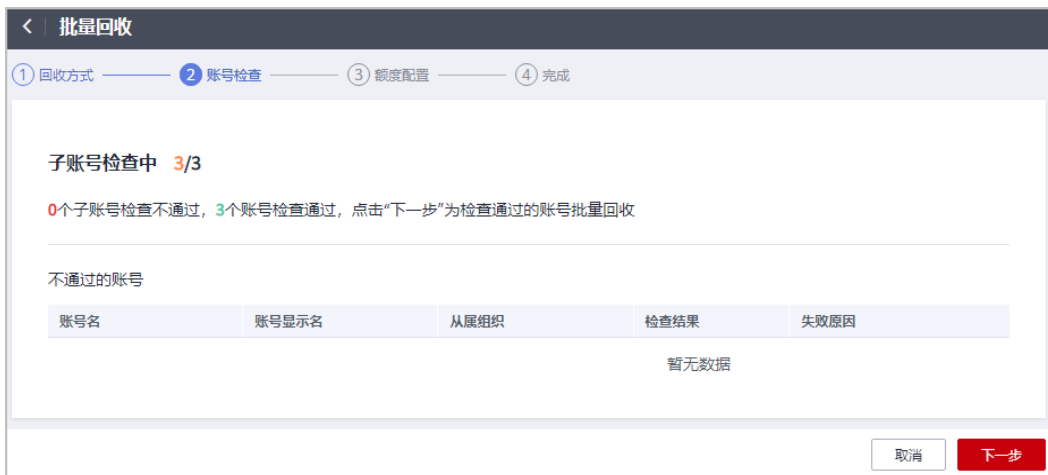 批量回收
1 回收方式 2 账号检查 3 额度配置 4 完成
子账号检查中 3/3
0个子账号检查不通过，3个账号检查通过，点击“下一步”为检查通过的账号批量回收
不通过的账号
账号名 账号显示名 从属组织 检查结果 失败原因
暂无数据
取消 下一步